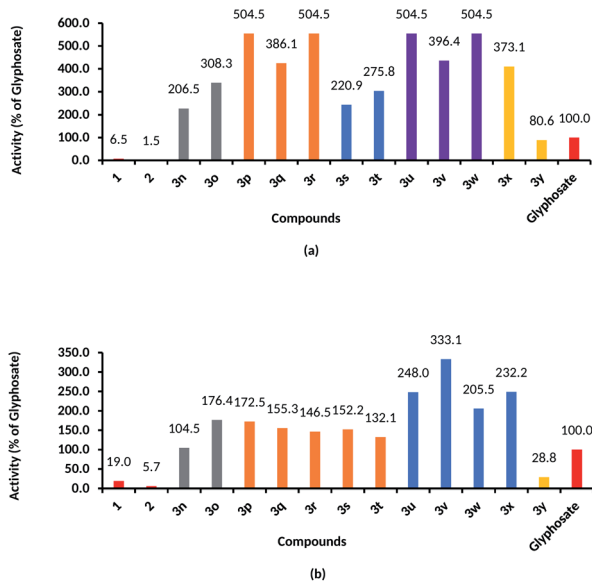 504.5 504.5 504.5 504.5
600.0
386.1 396.4 373.1
500.0
308.3
400.0
275.8
206.5 220.9
300.0
200.0
80.6 100.0
100.0
6.5 1.5
0.0
1 2 3n 3o 3p 3q 3r 3s 3t 3u 3v 3w 3x 3y Glyphosate
Activity (% of Glyphosate)
Compounds
(a)
333.1
350.0
300.0
248.0 232.2
250.0
205.5
176.4 172.5
200.0
155.3 146.5 152.2
132.1
150.0
104.5 100.0
100.0
50.0
19.0 5.7 28.8
0.0
1 2 3n 3o 3p 3q 3r 3s 3t 3u 3v 3w 3x 3y Glyphosate
Activity (% of Glyphosate)
Compounds
(b)